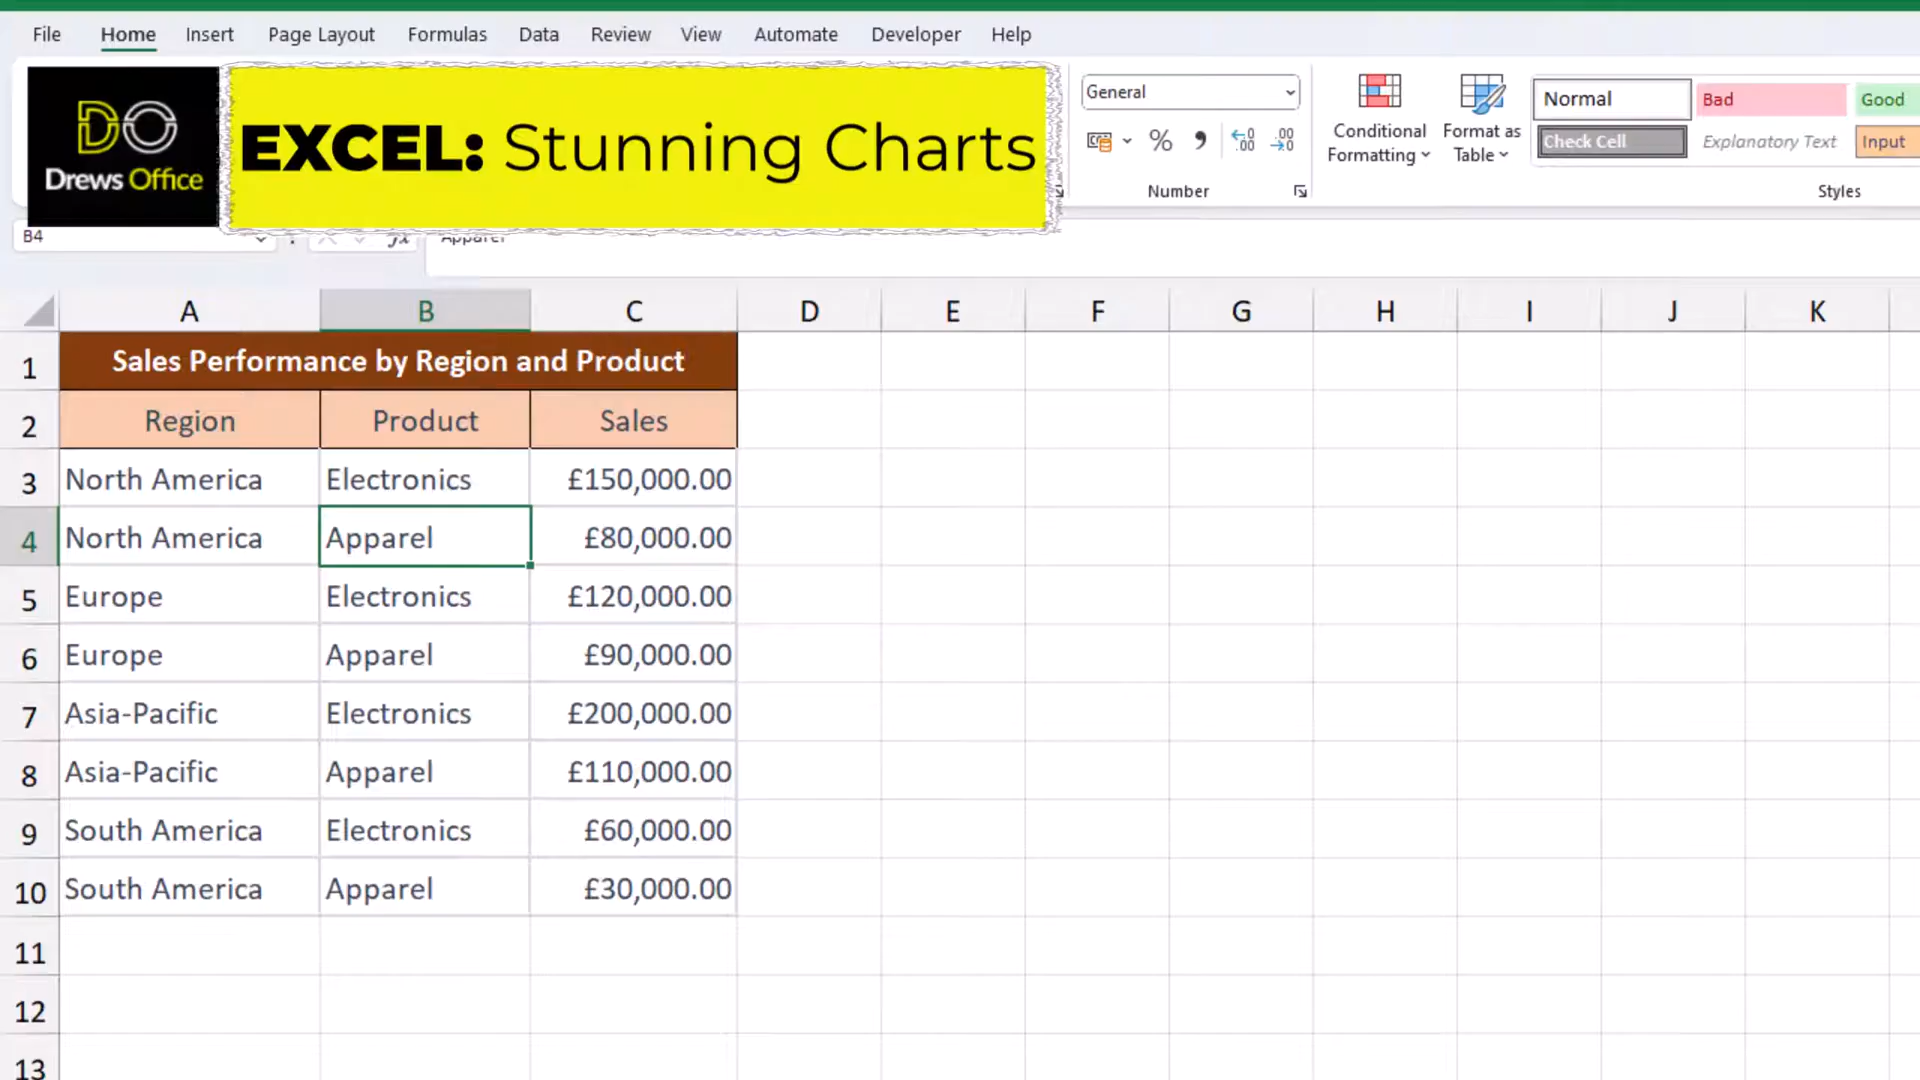 File Home Insert Page Layout Formulas Data Review View Automate Developer Help
DO
Drews Office
EXCEL: Stunning Charts
General
% , .00 .00
Number
Conditional Formatting
Format as Table
Normal Bad Good
Check Cell Explanatory Text Input
Styles
B4 fx Apparel
A B C D E F G H I J K
1 Sales Performance by Region and Product
2 Region Product Sales
3 North America Electronics £150,000.00
4 North America Apparel £80,000.00
5 Europe Electronics £120,000.00
6 Europe Apparel £90,000.00
7 Asia-Pacific Electronics £200,000.00
8 Asia-Pacific Apparel £110,000.00
9 South America Electronics £60,000.00
10 South America Apparel £30,000.00
11
12
13